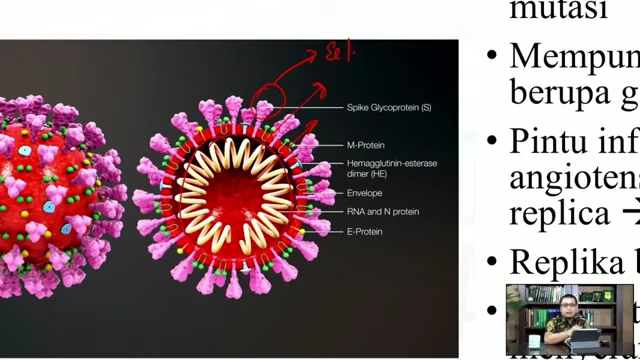 Sel.
Spike Glycoprotein (S)
M-Protein
Hemagglutinin-esterase
dimer (HE)
Envelope
RNA and N protein
E-Protein
mutasi
• Mempun
berupa g
• Pintu inf
angiotens
replica →
• Replika b
•